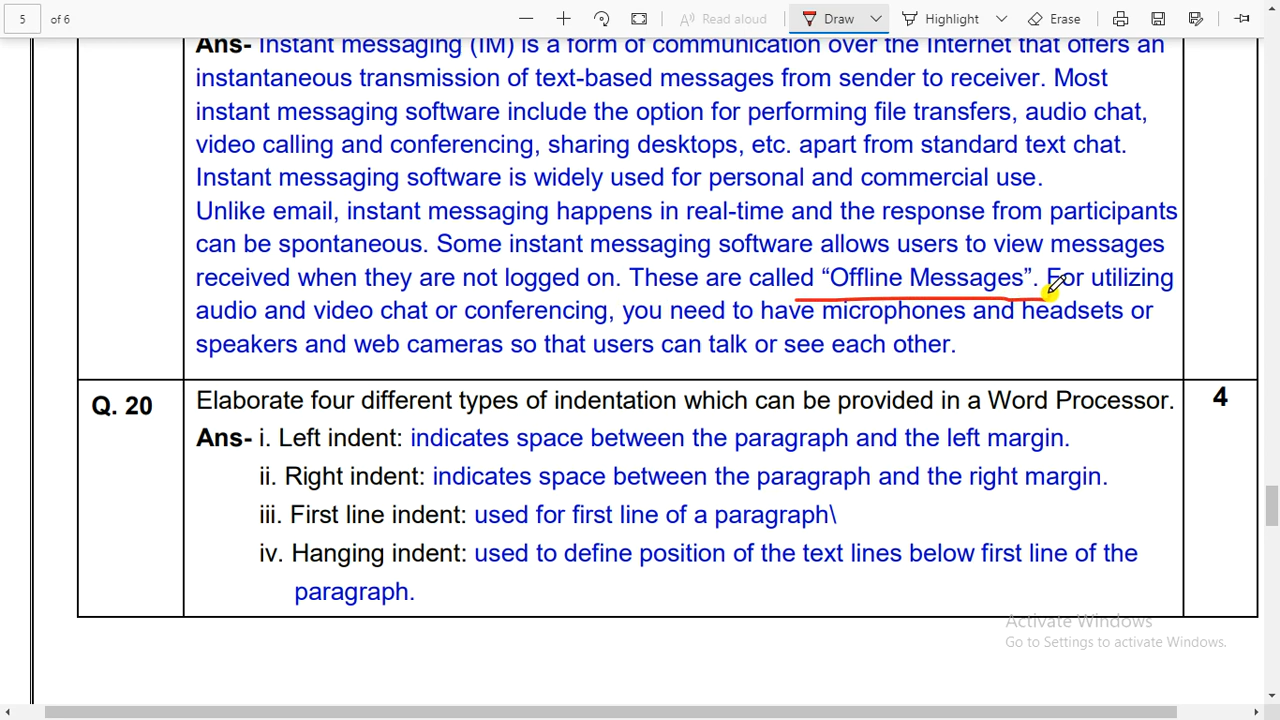 5 of 6 Read aloud Draw Highlight Erase
Ans- Instant messaging (IM) is a form of communication over the Internet that offers an
instantaneous transmission of text-based messages from sender to receiver. Most
instant messaging software include the option for performing file transfers, audio chat,
video calling and conferencing, sharing desktops, etc. apart from standard text chat.
Instant messaging software is widely used for personal and commercial use.
Unlike email, instant messaging happens in real-time and the response from participants
can be spontaneous. Some instant messaging software allows users to view messages
received when they are not logged on. These are called “Offline Messages”. For utilizing
audio and video chat or conferencing, you need to have microphones and headsets or
speakers and web cameras so that users can talk or see each other.
Q. 20 Elaborate four different types of indentation which can be provided in a Word Processor. 4
Ans- i. Left indent: indicates space between the paragraph and the left margin.
ii. Right indent: indicates space between the paragraph and the right margin.
iii. First line indent: used for first line of a paragraph\
iv. Hanging indent: used to define position of the text lines below first line of the
paragraph.
Activate Windows
Go to Settings to activate Windows.